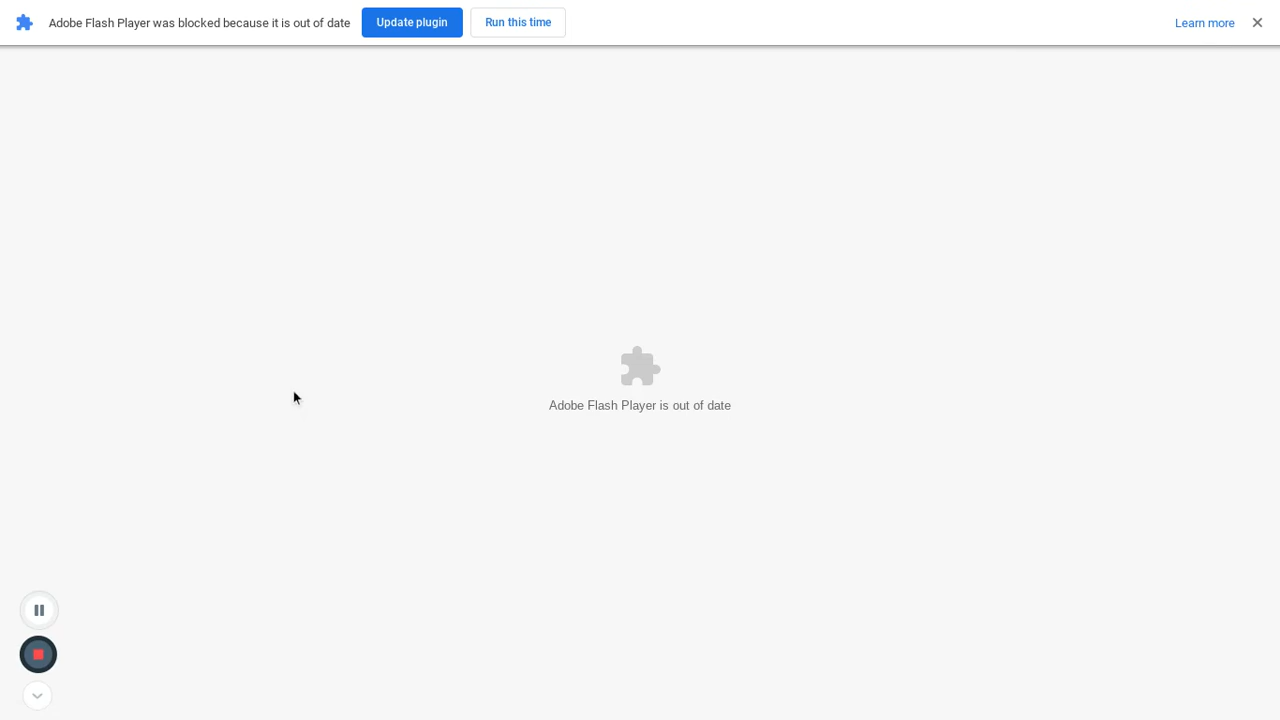 Adobe Flash Player was blocked because it is out of date Update plugin Run this time Learn more
Adobe Flash Player is out of date